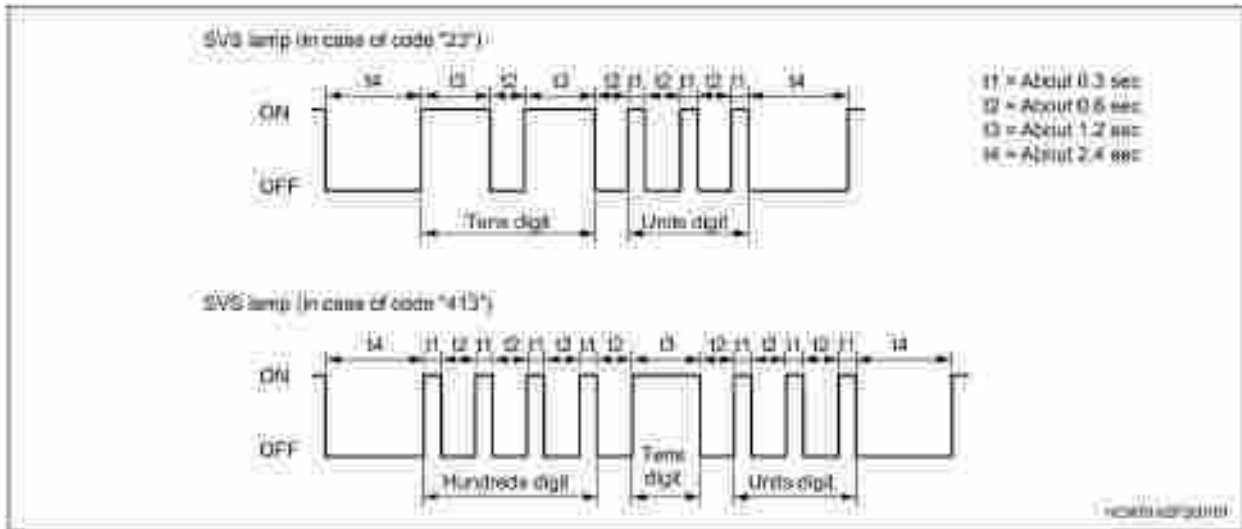 SVS lamp (in case of code "23")
t4 t3 t2 t3 t2 t1 t2 t1 t2 t1 t4
t1 = About 0.3 sec
t2 = About 0.6 sec
t3 = About 1.2 sec
t4 = About 2.4 sec
ON
OFF
Tens digit Units digit
SVS lamp (in case of code "413")
t4 t1 t2 t1 t2 t1 t2 t1 t2 t3 t2 t1 t2 t1 t2 t1 t4
ON
OFF
Hundreds digit
Tens
digit
Units digit